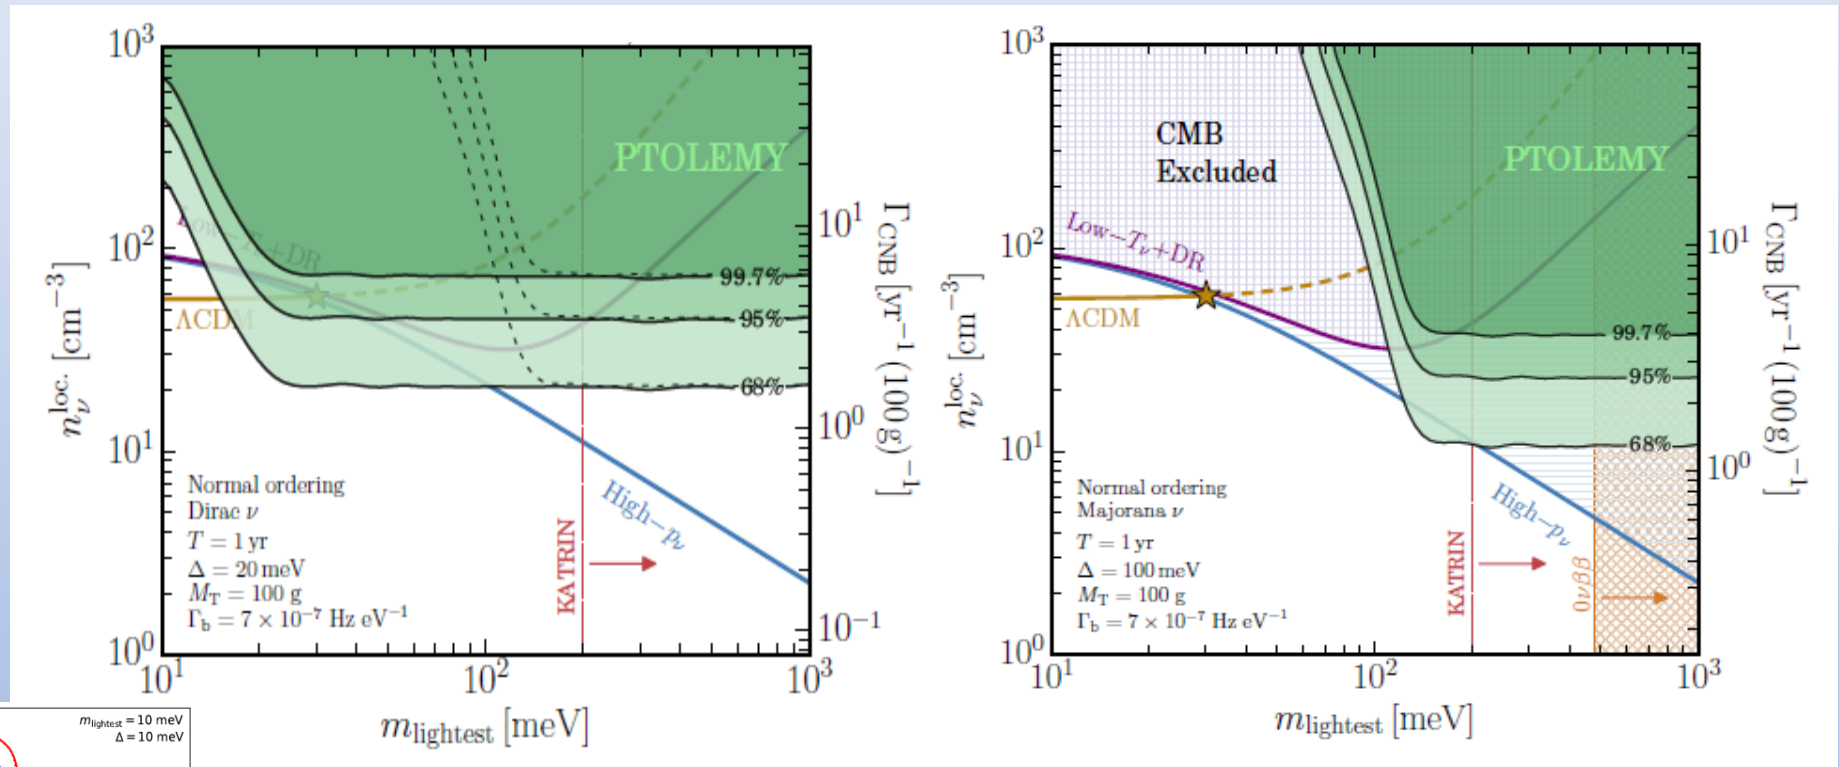 10³
10²
10¹
10⁰
n_ν^loc. [cm⁻³]
PTOLEMY
Low−T_ν+DR
ΛCDM
99.7%
95%
68%
Normal ordering
Dirac ν
T = 1 yr
Δ = 20 meV
M_T = 100 g
Γ_b = 7 × 10⁻⁷ Hz eV⁻¹
KATRIN
High−p_ν
10¹
10⁰
10⁻¹
Γ_CNB [yr⁻¹ (100 g)⁻¹]
10¹ 10² 10³
m_lightest [meV]
10³
10²
10¹
10⁰
n_ν^loc. [cm⁻³]
CMB
Excluded
PTOLEMY
Low−T_ν+DR
ΛCDM
99.7%
95%
68%
Normal ordering
Majorana ν
T = 1 yr
Δ = 100 meV
M_T = 100 g
Γ_b = 7 × 10⁻⁷ Hz eV⁻¹
KATRIN
High−p_ν
0νββ
10¹
10⁰
Γ_CNB [yr⁻¹ (100 g)⁻¹]
10¹ 10² 10³
m_lightest [meV]
m_lightest = 10 meV
Δ = 10 meV